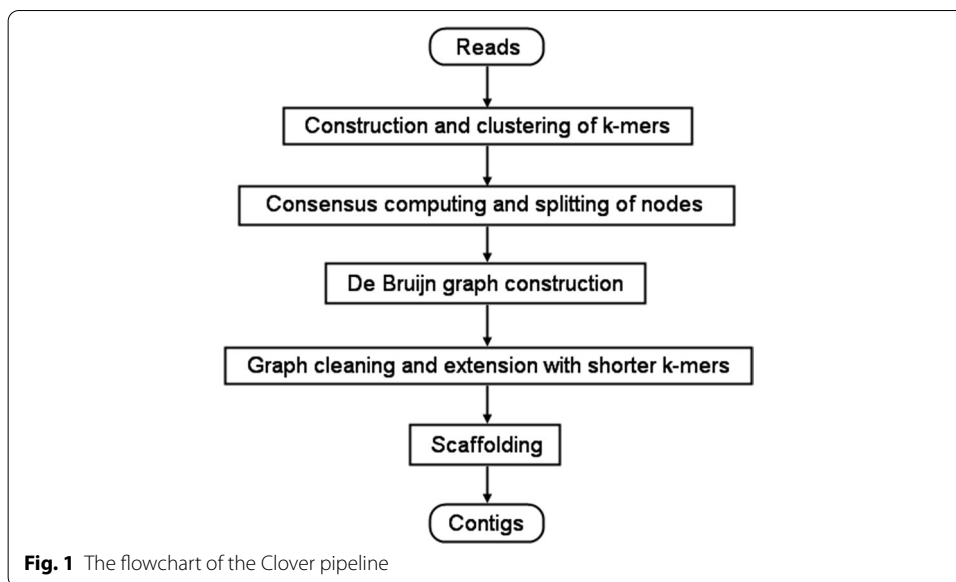 Reads
Construction and clustering of k-mers
Consensus computing and splitting of nodes
De Bruijn graph construction
Graph cleaning and extension with shorter k-mers
Scaffolding
Contigs
Fig. 1 The flowchart of the Clover pipeline